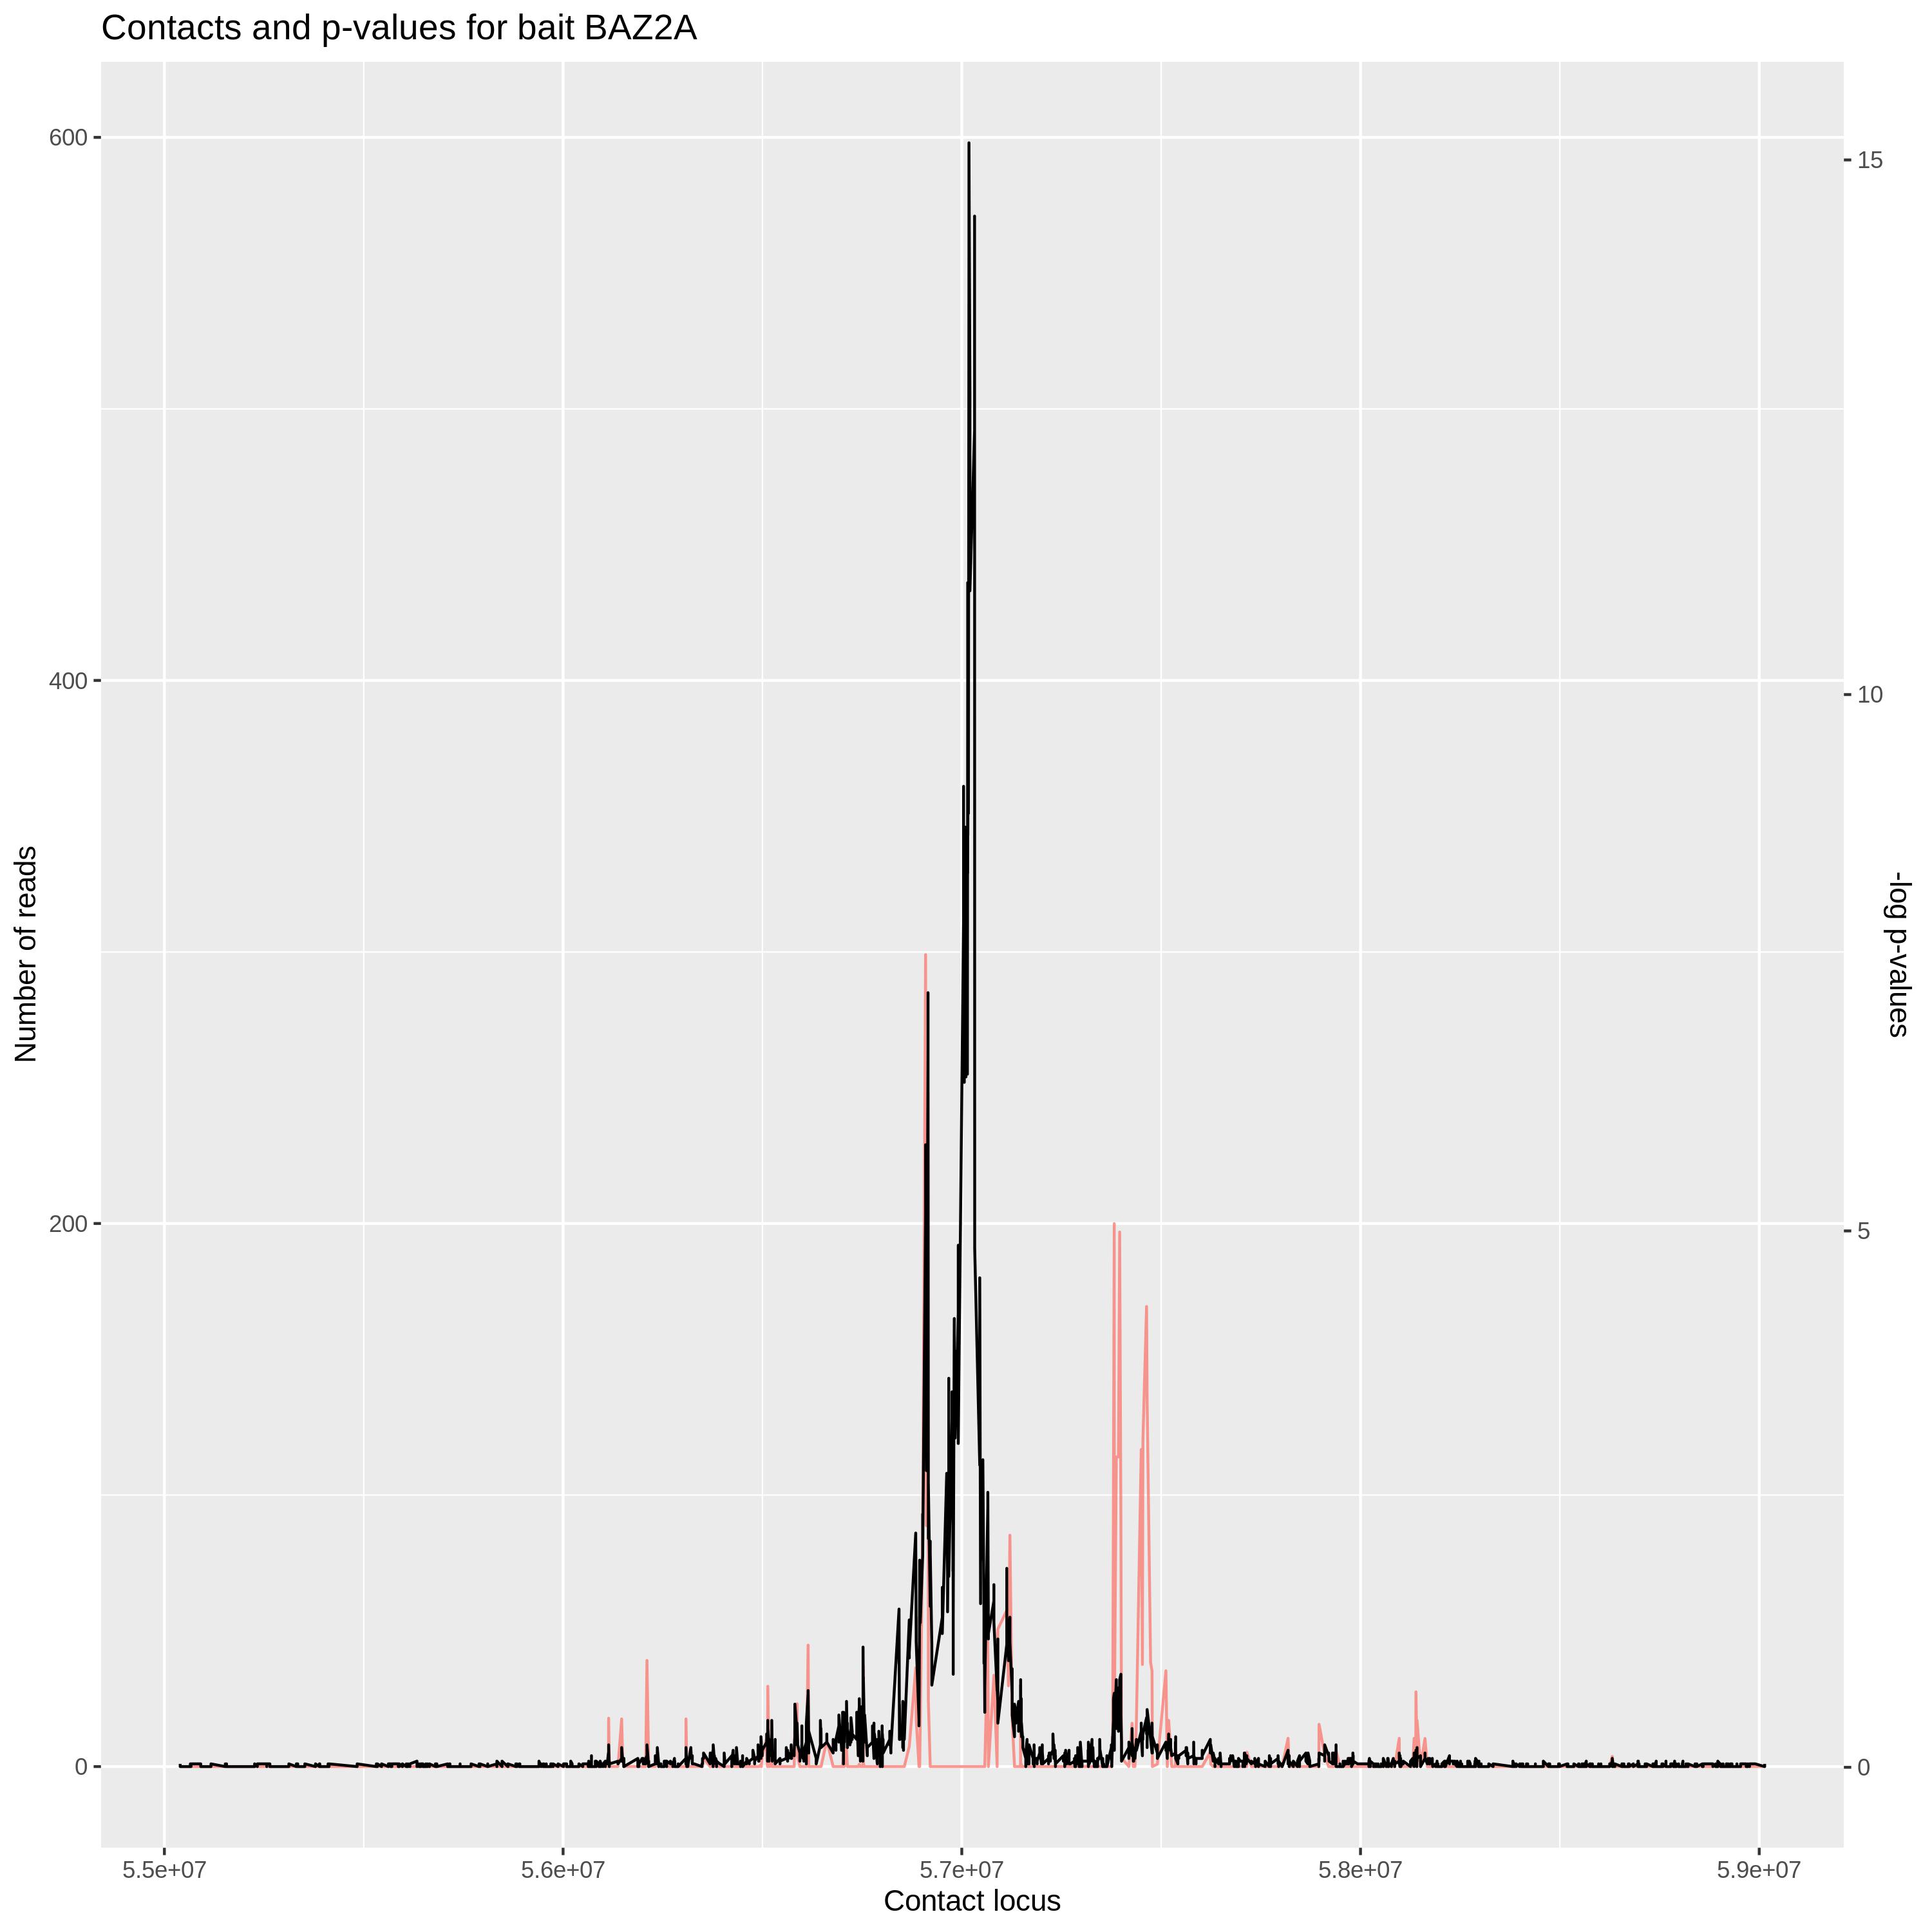 Contacts and p-values for bait BAZ2A
600
400
200
0
Number of reads
15
10
5
0
-log p-values
5.5e+07 5.6e+07 5.7e+07 5.8e+07 5.9e+07
Contact locus